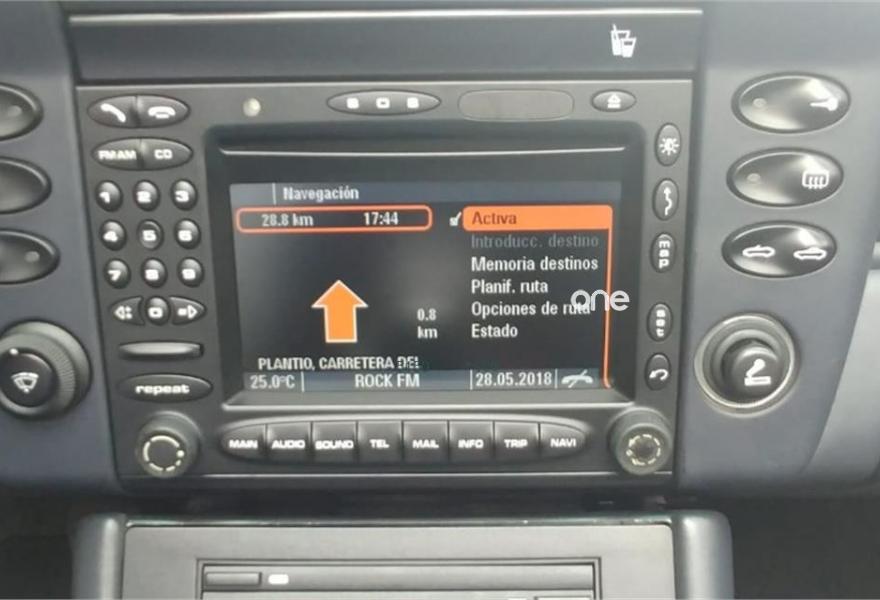 SOS
FM AM CD
1 2 3
4 5 6
7 8 9
0
repeat
map
set
Navegación
28.8 km 17:44
Activa
Introducc. destino
Memoria destinos
Planif. ruta
Opciones de ruta
Estado
one
0.8
km
PLANTIO, CARRETERA DEL
25.0°C ROCK FM 28.05.2018
MAIN AUDIO SOUND TEL MAIL INFO TRIP NAVI